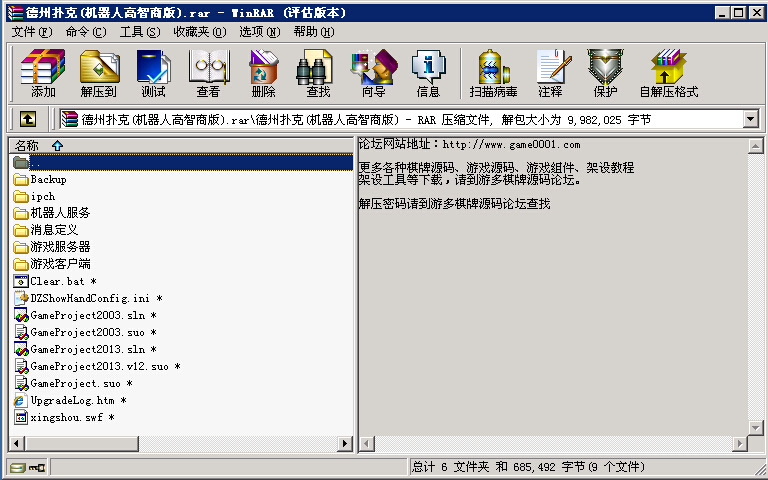 德州扑克(机器人高智商版).rar - WinRAR (评估版本)
文件(F) 命令(C) 工具(S) 收藏夹(O) 选项(N) 帮助(H)
添加 解压到 测试 查看 删除 查找 向导 信息 扫描病毒 注释 保护 自解压格式
德州扑克(机器人高智商版).rar\德州扑克(机器人高智商版) - RAR 压缩文件, 解包大小为 9,982,025 字节
名称
..
Backup
ipch
机器人服务
消息定义
游戏服务器
游戏客户端
Clear.bat *
DZShowHandConfig.ini *
GameProject2003.sln *
GameProject2003.suo *
GameProject2013.sln *
GameProject2013.v12.suo *
GameProject.suo *
UpgradeLog.htm *
xingshou.swf *
论坛网站地址：http://www.game0001.com
更多各种棋牌源码、游戏源码、游戏组件、架设教程
架设工具等下载，请到游多棋牌源码论坛。
解压密码请到游多棋牌源码论坛查找
总计 6 文件夹 和 685,492 字节(9 个文件)